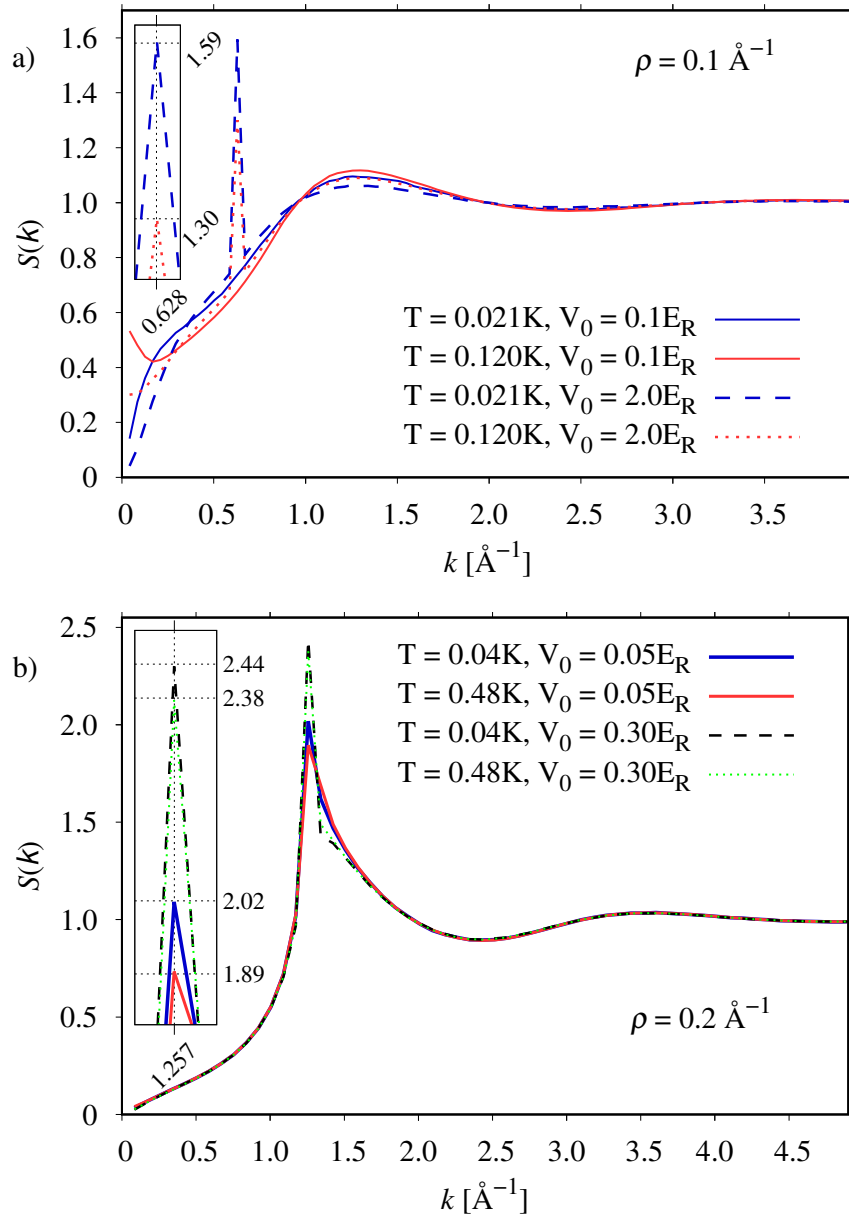 a)
1.6
1.4
1.2
1.0
0.8
0.6
0.4
0.2
0
S(k)
1.59
1.30
0.628
ρ = 0.1 Å⁻¹
T = 0.021K, V₀ = 0.1E_R
T = 0.120K, V₀ = 0.1E_R
T = 0.021K, V₀ = 2.0E_R
T = 0.120K, V₀ = 2.0E_R
0 0.5 1.0 1.5 2.0 2.5 3.0 3.5
k [Å⁻¹]
b)
2.5
2.0
1.5
1.0
0.5
0
S(k)
2.44
2.38
2.02
1.89
1.257
T = 0.04K, V₀ = 0.05E_R
T = 0.48K, V₀ = 0.05E_R
T = 0.04K, V₀ = 0.30E_R
T = 0.48K, V₀ = 0.30E_R
ρ = 0.2 Å⁻¹
0 0.5 1.0 1.5 2.0 2.5 3.0 3.5 4.0 4.5
k [Å⁻¹]